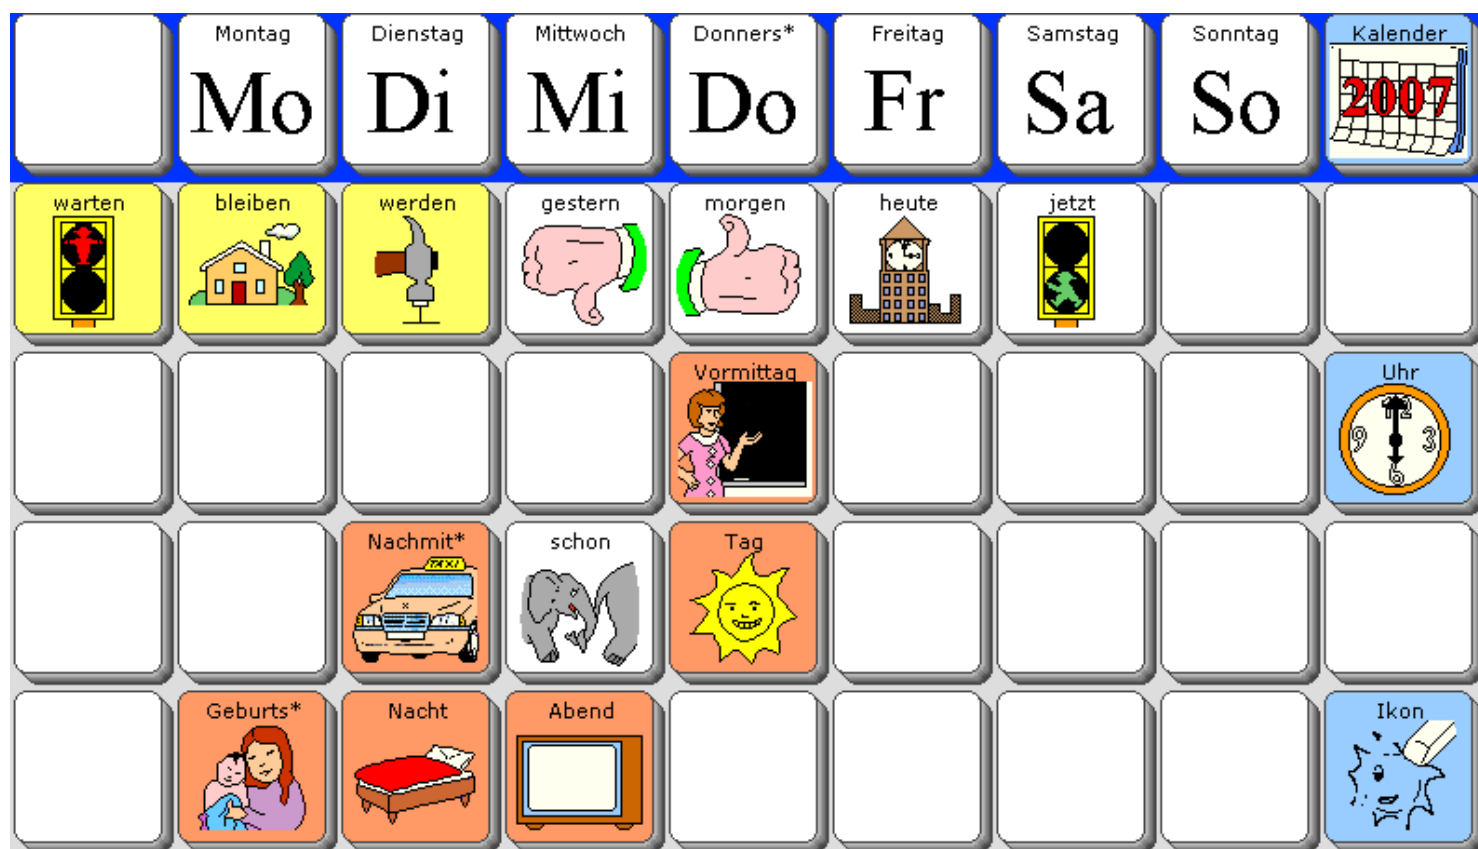 Montag
Dienstag
Mittwoch
Donners*
Freitag
Samstag
Sonntag
Kalender
Mo
Di
Mi
Do
Fr
Sa
So
2007
warten
bleiben
werden
gestern
morgen
heute
jetzt
Vormittag
Uhr
12
9
3
6
Nachmit*
schon
Tag
TAXI
Geburts*
Nacht
Abend
Ikon